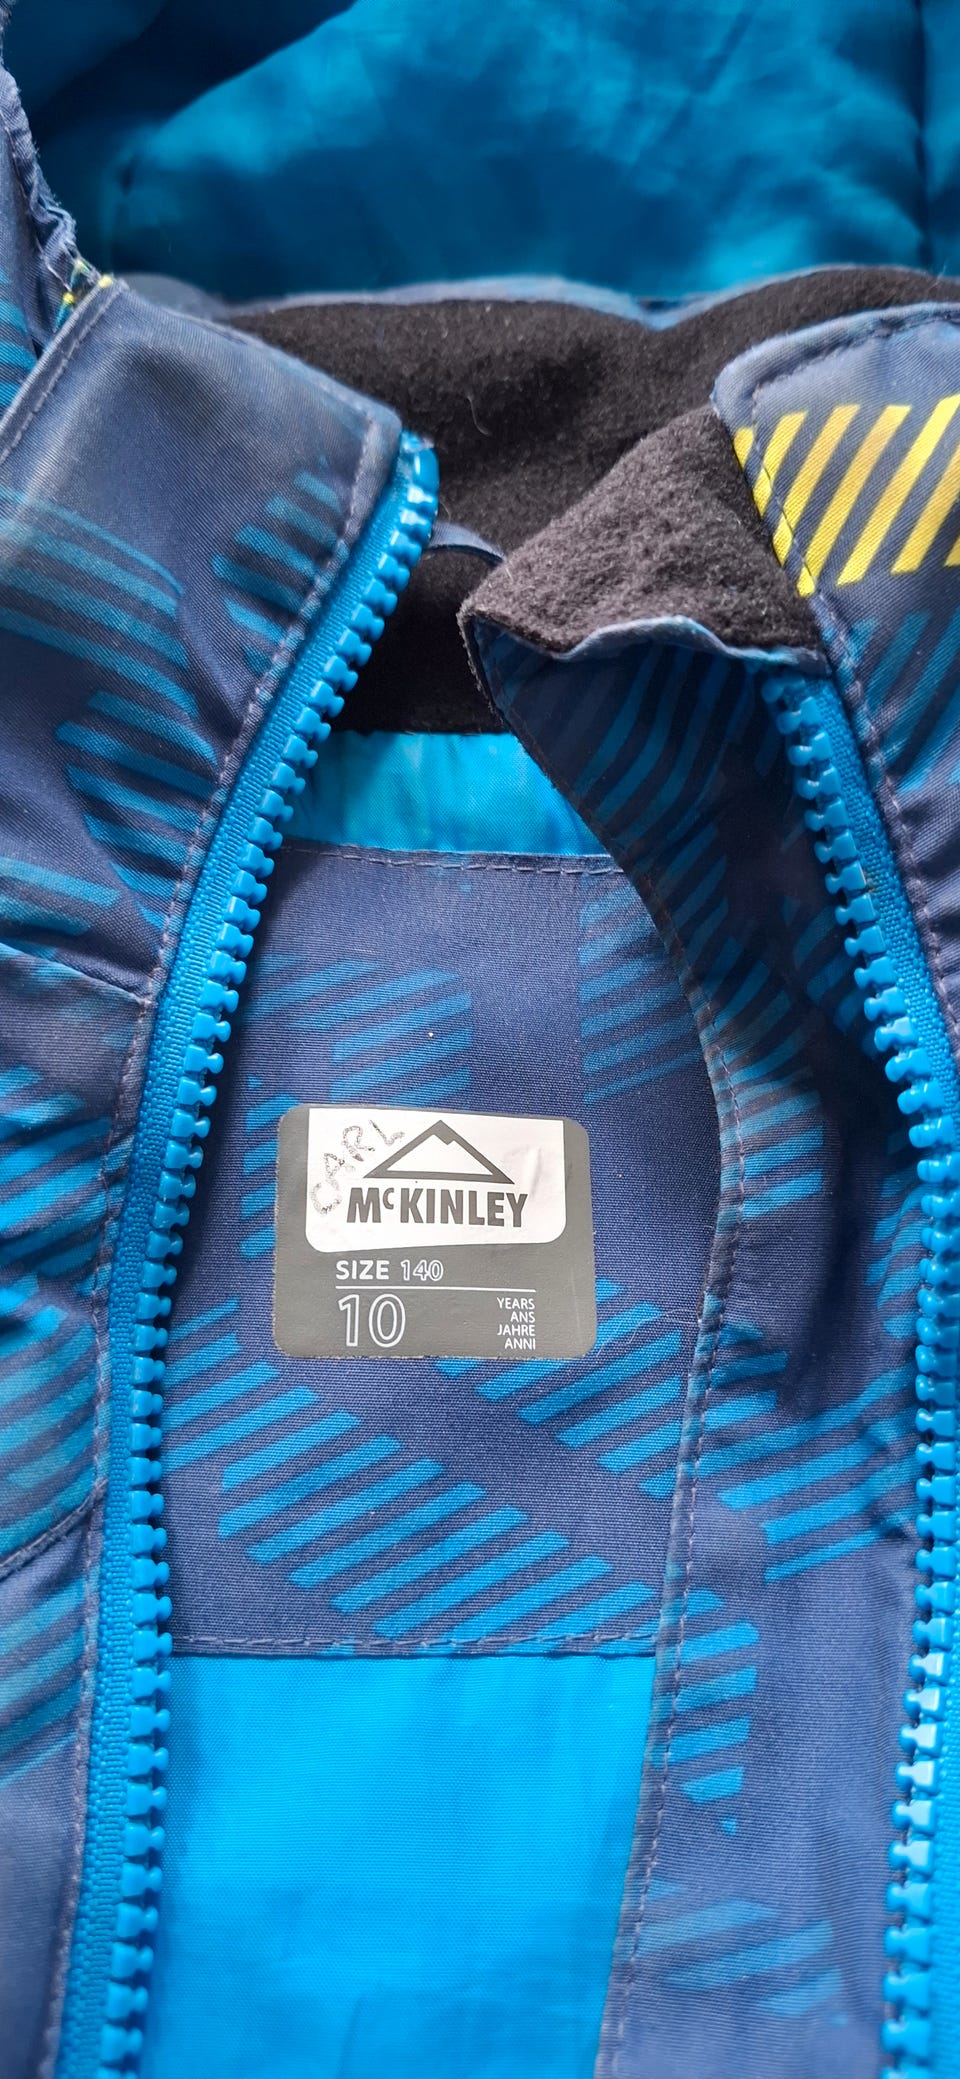 CARL
McKINLEY
SIZE 140
10
YEARS
ANS
JAHRE
ANNI